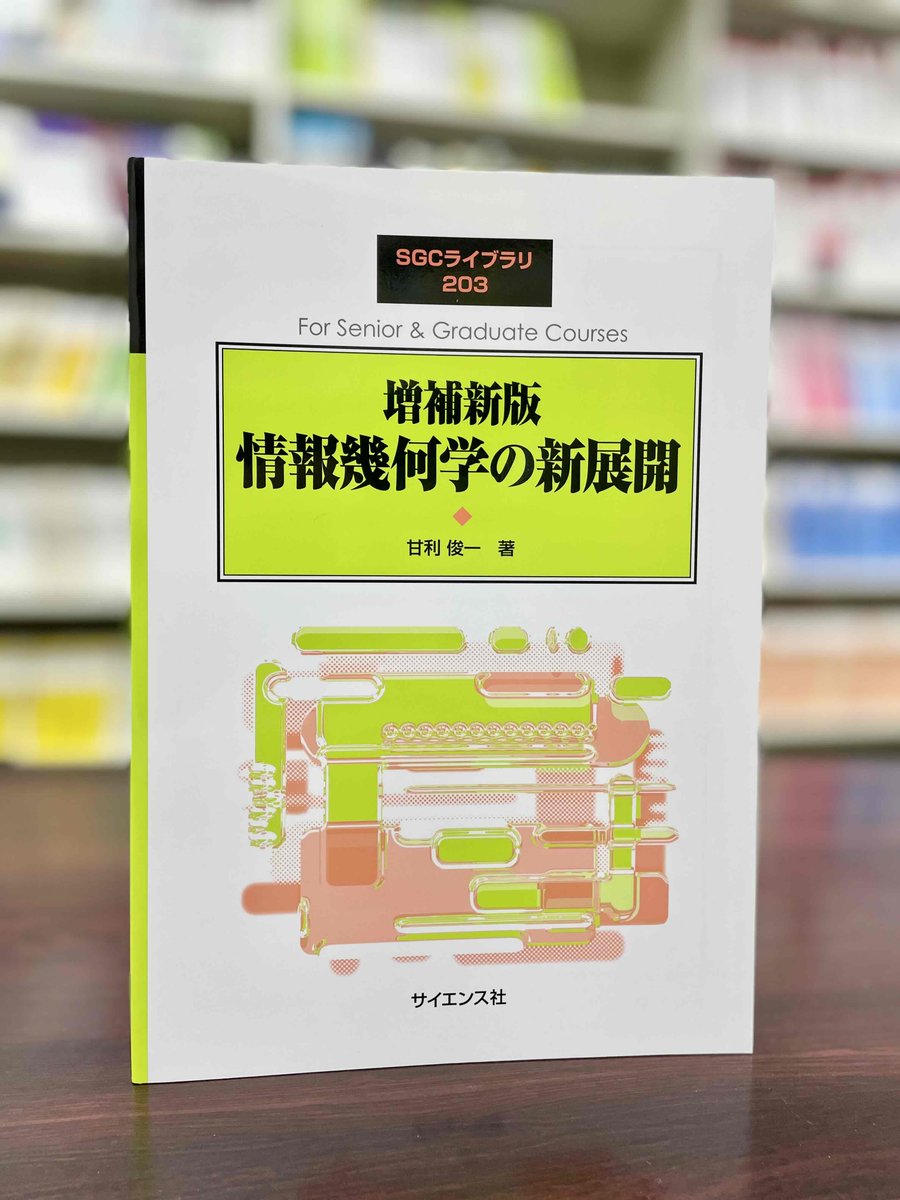 SGCライブラリ
203
For Senior & Graduate Courses
増補新版
情報幾何学の新展開
甘利 俊一 著
サイエンス社